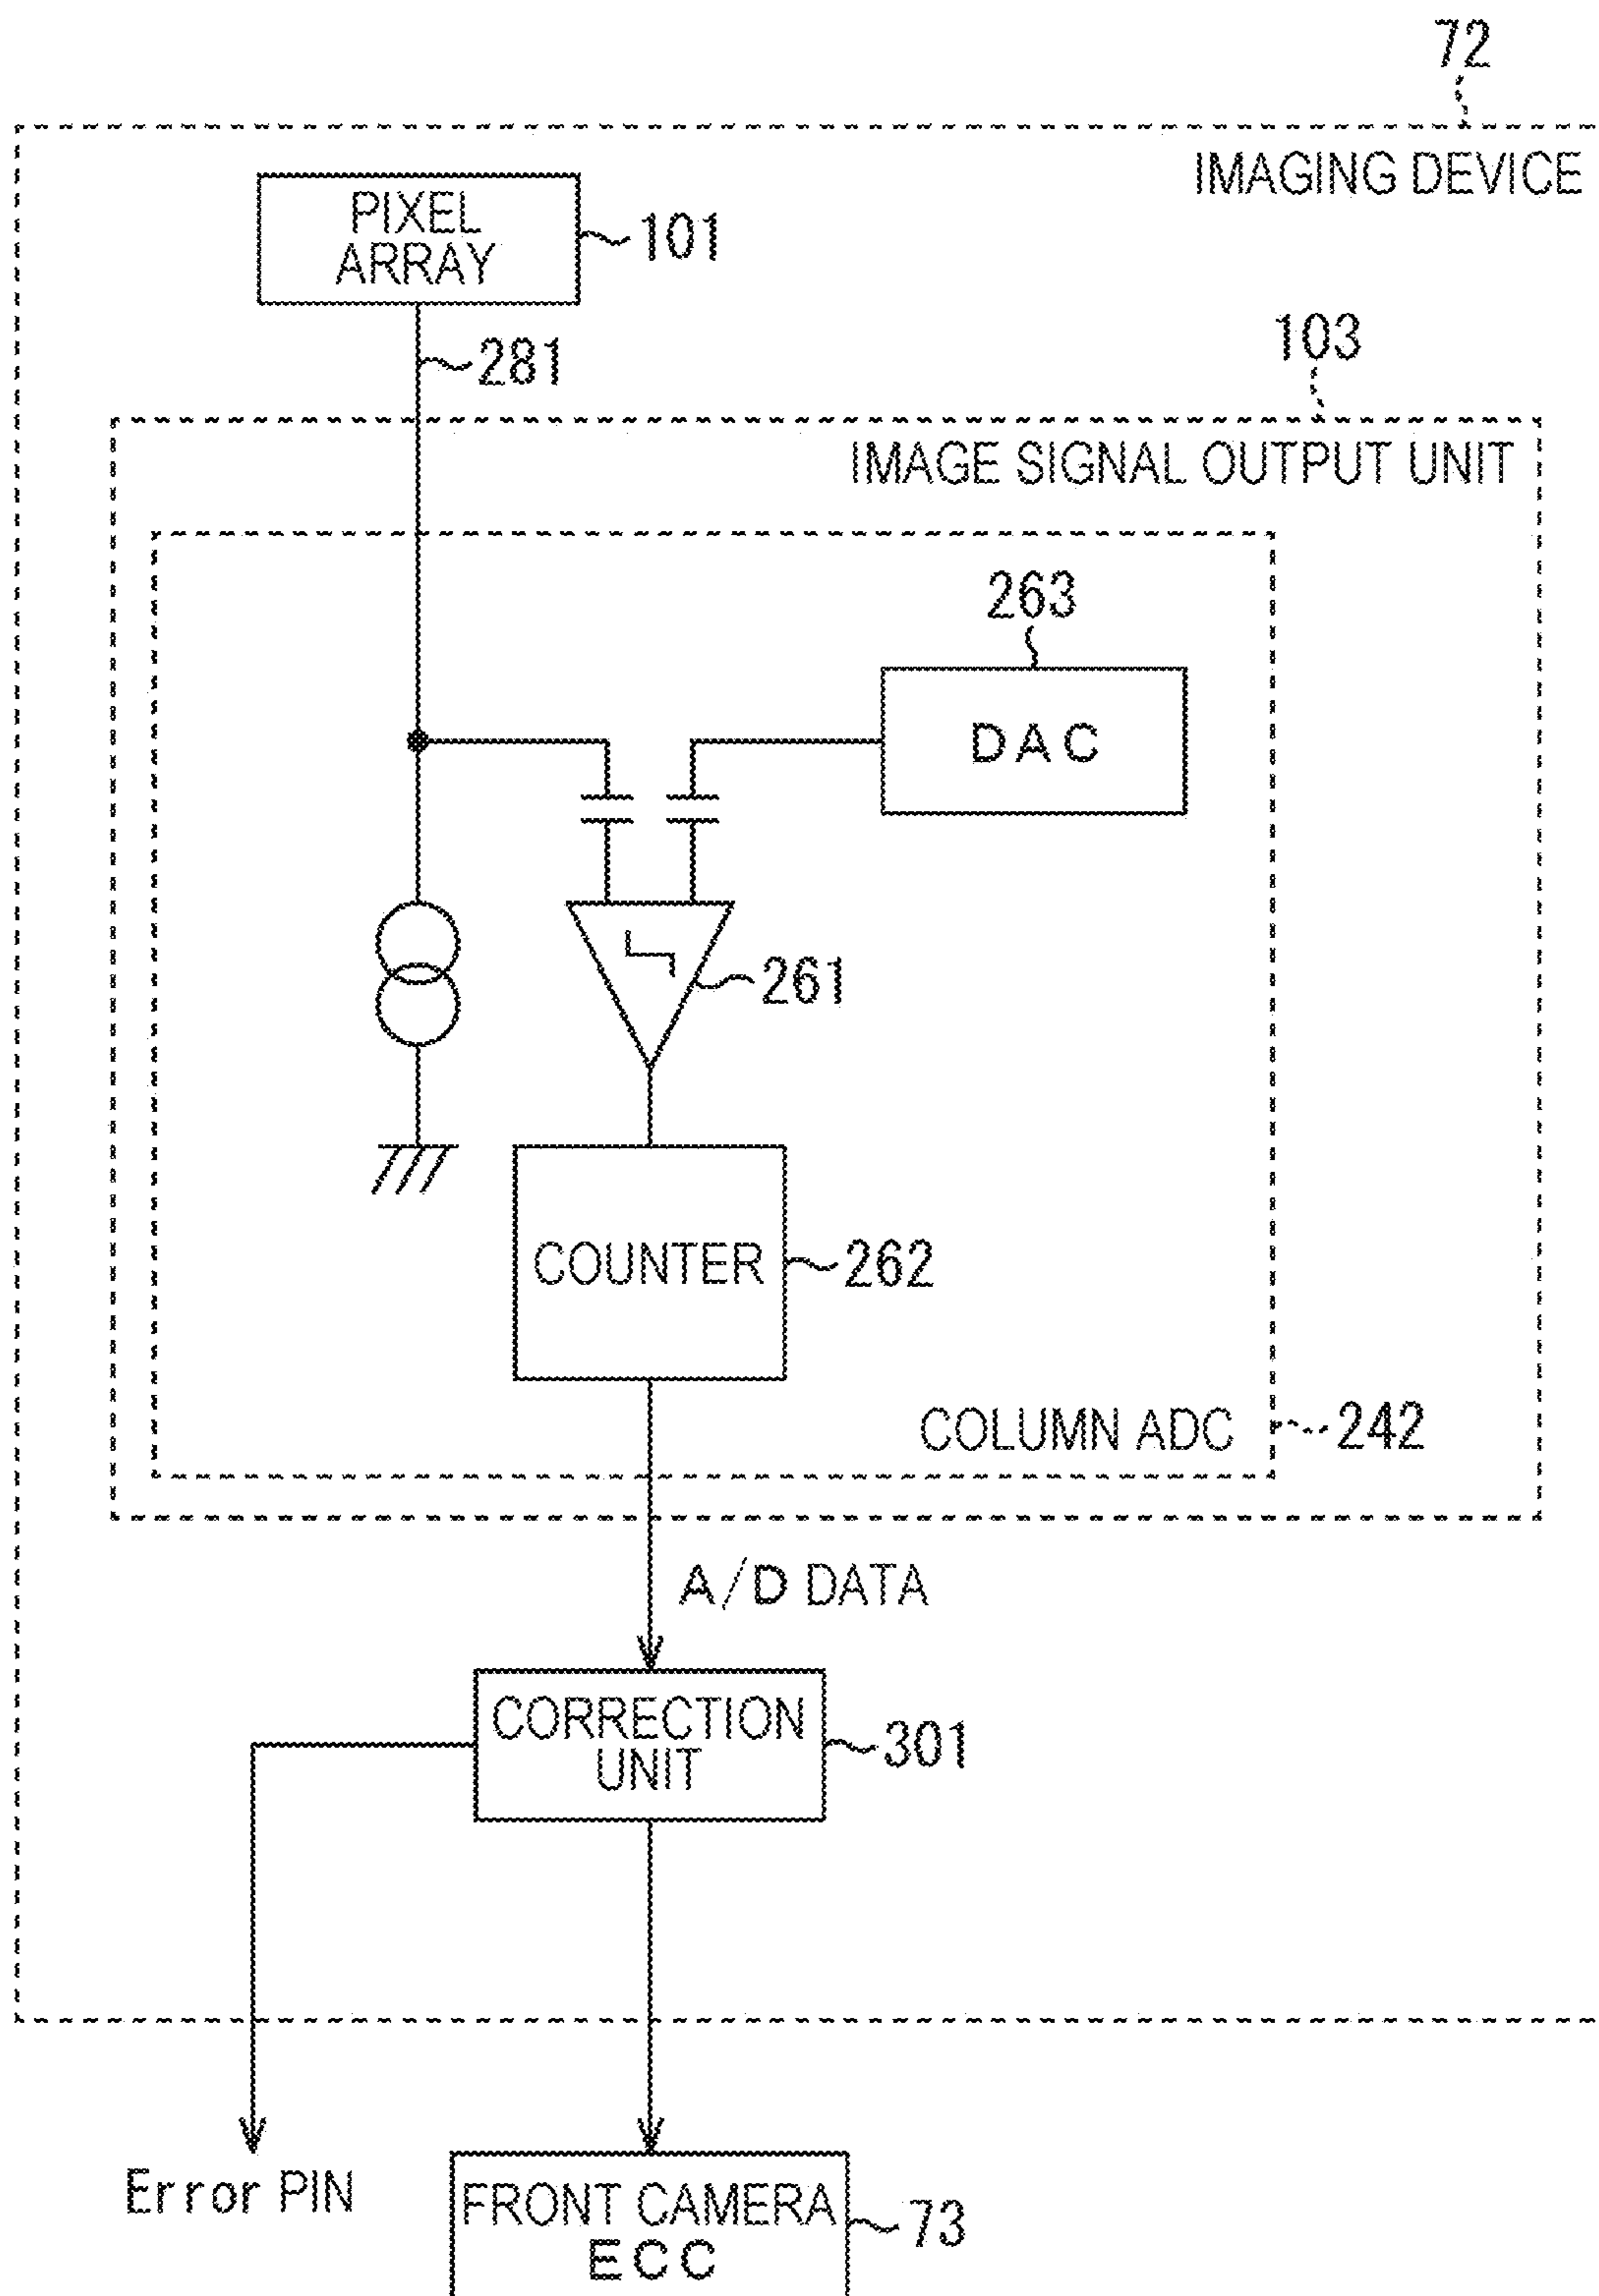 72
IMAGING DEVICE
PIXEL
ARRAY
101
281
103
IMAGE SIGNAL OUTPUT UNIT
263
DAC
261
COUNTER
262
COLUMN ADC
242
A/D DATA
CORRECTION
UNIT
301
Error PIN
FRONT CAMERA
ECC
73